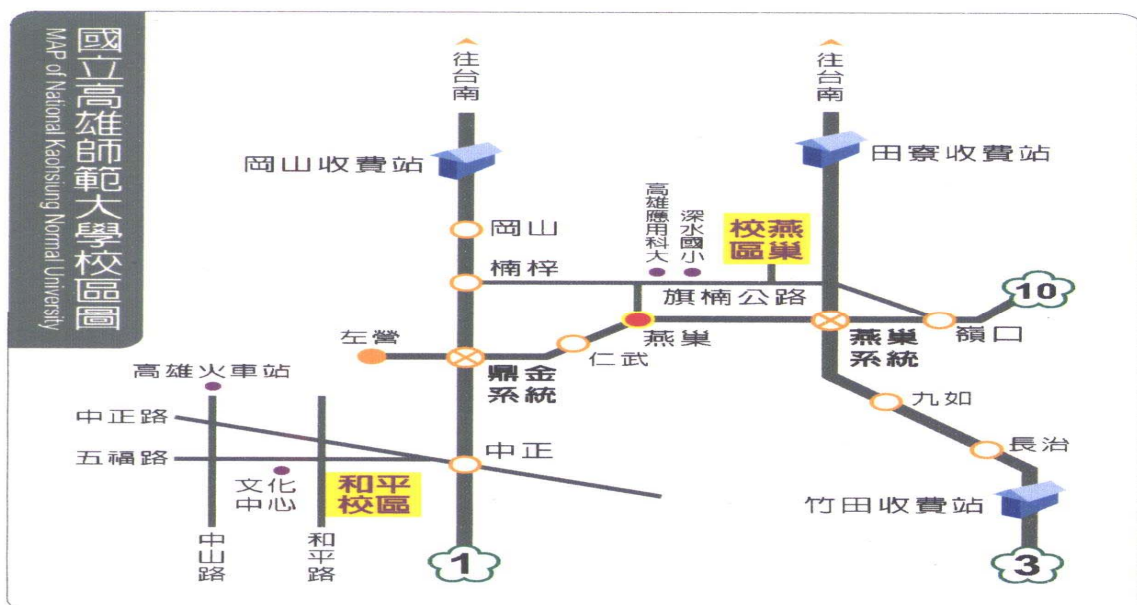 國立高雄師範大學校區圖
MAP of National Kaohsiung Normal University
往台南
往台南
岡山收費站
田寮收費站
高雄應用科大
深水國小
燕巢
校區
岡山
楠梓
旗楠公路
10
左營
仁武
燕巢
燕巢
系統
嶺口
鼎金
系統
高雄火車站
九如
中正路
中正
長治
五福路
文化
中心
和平
校區
竹田收費站
中山路
和平路
1
3